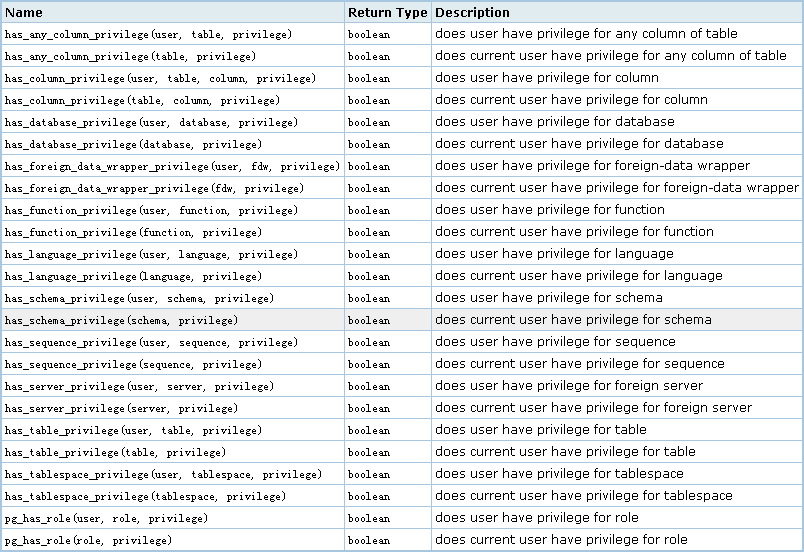 Name Return Type Description
has_any_column_privilege(user, table, privilege) boolean does user have privilege for any column of table
has_any_column_privilege(table, privilege) boolean does current user have privilege for any column of table
has_column_privilege(user, table, column, privilege) boolean does user have privilege for column
has_column_privilege(table, column, privilege) boolean does current user have privilege for column
has_database_privilege(user, database, privilege) boolean does user have privilege for database
has_database_privilege(database, privilege) boolean does current user have privilege for database
has_foreign_data_wrapper_privilege(user, fdw, privilege) boolean does user have privilege for foreign-data wrapper
has_foreign_data_wrapper_privilege(fdw, privilege) boolean does current user have privilege for foreign-data wrapper
has_function_privilege(user, function, privilege) boolean does user have privilege for function
has_function_privilege(function, privilege) boolean does current user have privilege for function
has_language_privilege(user, language, privilege) boolean does user have privilege for language
has_language_privilege(language, privilege) boolean does current user have privilege for language
has_schema_privilege(user, schema, privilege) boolean does user have privilege for schema
has_schema_privilege(schema, privilege) boolean does current user have privilege for schema
has_sequence_privilege(user, sequence, privilege) boolean does user have privilege for sequence
has_sequence_privilege(sequence, privilege) boolean does current user have privilege for sequence
has_server_privilege(user, server, privilege) boolean does user have privilege for foreign server
has_server_privilege(server, privilege) boolean does current user have privilege for foreign server
has_table_privilege(user, table, privilege) boolean does user have privilege for table
has_table_privilege(table, privilege) boolean does current user have privilege for table
has_tablespace_privilege(user, tablespace, privilege) boolean does user have privilege for tablespace
has_tablespace_privilege(tablespace, privilege) boolean does current user have privilege for tablespace
pg_has_role(user, role, privilege) boolean does user have privilege for role
pg_has_role(role, privilege) boolean does current user have privilege for role